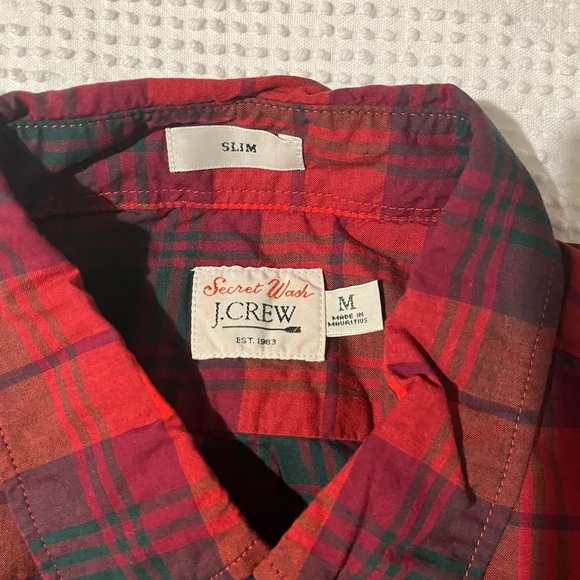 SLIM
Secret Wash
J.CREW
EST. 1983
M
MADE IN
MAURITIUS